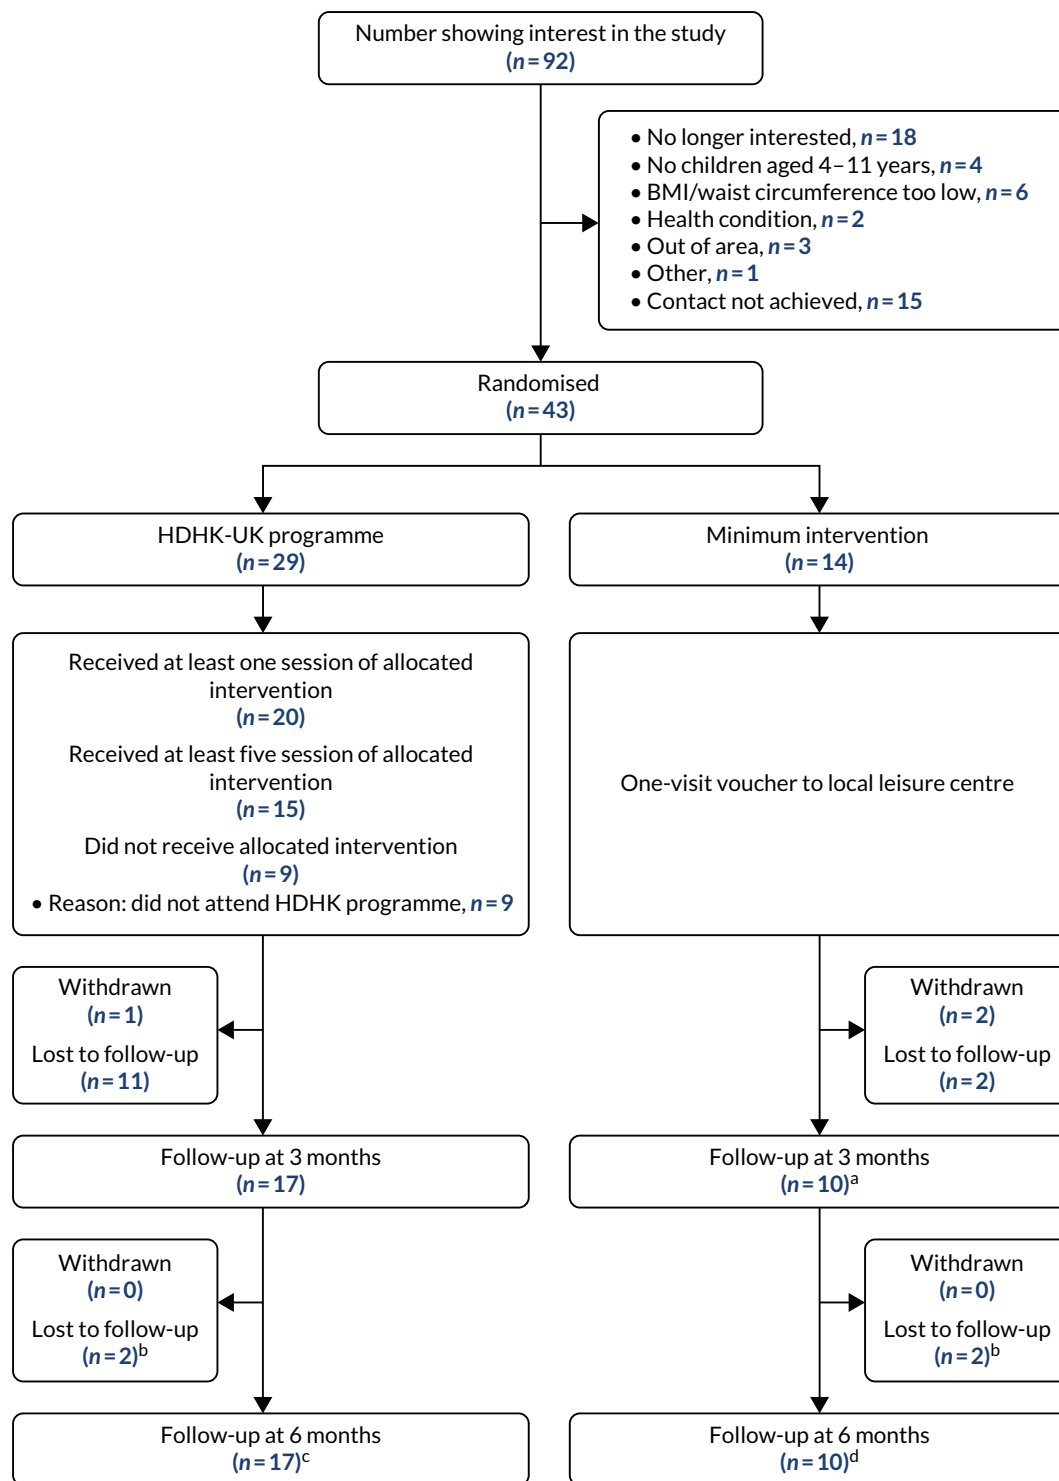 Number showing interest in the study
(n=92)
• No longer interested, n=18
• No children aged 4–11 years, n=4
• BMI/waist circumference too low, n=6
• Health condition, n=2
• Out of area, n=3
• Other, n=1
• Contact not achieved, n=15
Randomised
(n=43)
HDHK-UK programme
(n=29)
Minimum intervention
(n=14)
Received at least one session of allocated
intervention
(n=20)
Received at least five session of allocated
intervention
(n=15)
Did not receive allocated intervention
(n=9)
• Reason: did not attend HDHK programme, n=9
One-visit voucher to local leisure centre
Withdrawn
(n=1)
Lost to follow-up
(n=11)
Withdrawn
(n=2)
Lost to follow-up
(n=2)
Follow-up at 3 months
(n=17)
Follow-up at 3 months
(n=10)a
Withdrawn
(n=0)
Lost to follow-up
(n=2)b
Withdrawn
(n=0)
Lost to follow-up
(n=2)b
Follow-up at 6 months
(n=17)c
Follow-up at 6 months
(n=10)d